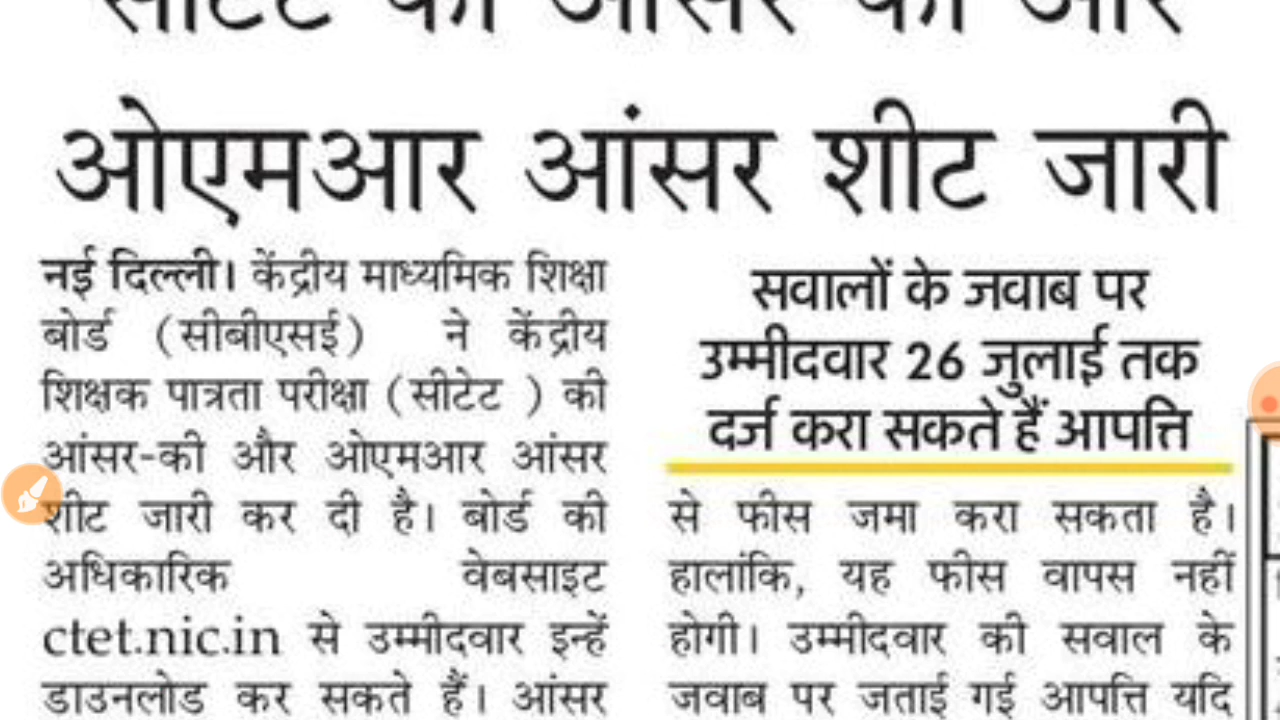 सीटेट की आंसर की और
ओएमआर आंसर शीट जारी
नई दिल्ली। केंद्रीय माध्यमिक शिक्षा
बोर्ड (सीबीएसई) ने केंद्रीय
शिक्षक पात्रता परीक्षा (सीटेट ) की
आंसर-की और ओएमआर आंसर
शीट जारी कर दी है। बोर्ड की
अधिकारिक वेबसाइट
ctet.nic.in से उम्मीदवार इन्हें
डाउनलोड कर सकते हैं। आंसर
सवालों के जवाब पर
उम्मीदवार 26 जुलाई तक
दर्ज करा सकते हैं आपत्ति
से फीस जमा करा सकता है।
हालांकि, यह फीस वापस नहीं
होगी। उम्मीदवार की सवाल के
जवाब पर जताई गई आपत्ति यदि